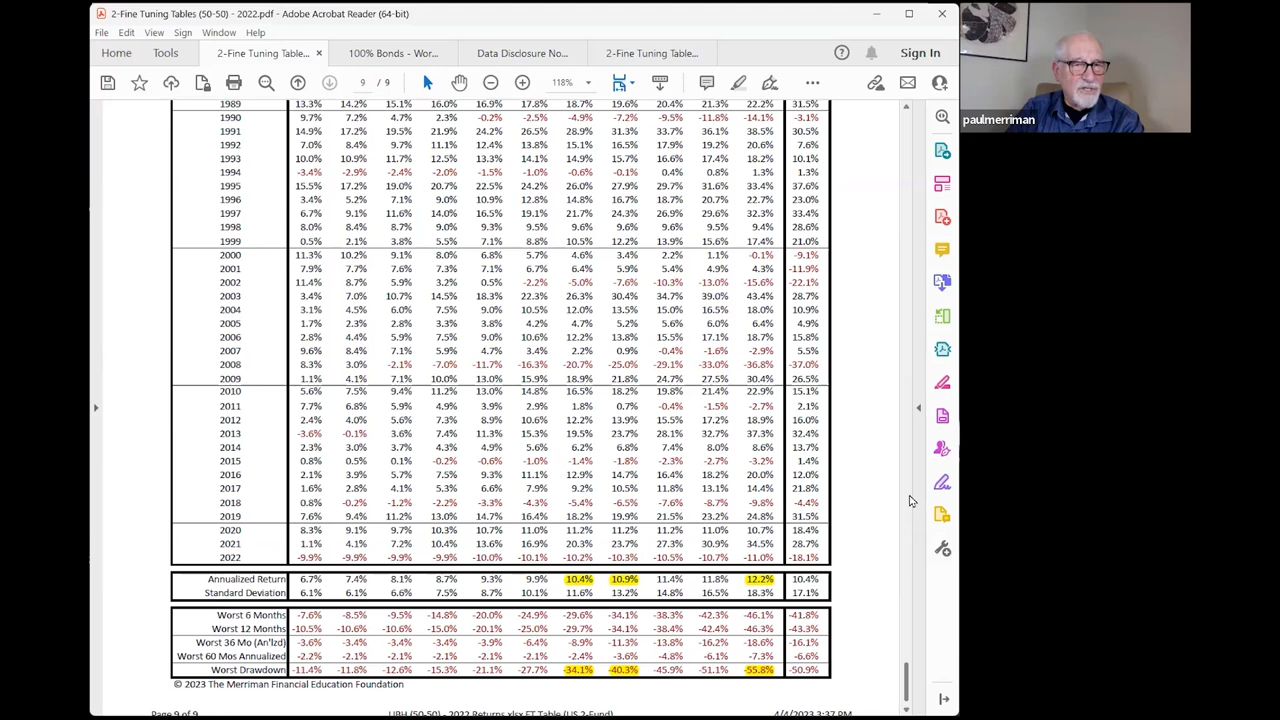 2-Fine Tuning Tables (50-50) - 2022.pdf - Adobe Acrobat Reader (64-bit)
File Edit View Sign Window Help
Home Tools 2-Fine Tuning Table... × 100% Bonds - Wor... Data Disclosure No... 2-Fine Tuning Table... Sign In
9 / 9 118%
paulmerriman
1989 13.3% 14.2% 15.1% 16.0% 16.9% 17.8% 18.7% 19.6% 20.4% 21.3% 22.2% 31.5%
1990 9.7% 7.2% 4.7% 2.3% -0.2% -2.5% -4.9% -7.2% -9.5% -11.8% -14.1% -3.1%
1991 14.9% 17.2% 19.5% 21.9% 24.2% 26.5% 28.9% 31.3% 33.7% 36.1% 38.5% 30.5%
1992 7.0% 8.4% 9.7% 11.1% 12.4% 13.8% 15.1% 16.5% 17.9% 19.2% 20.6% 7.6%
1993 10.0% 10.9% 11.7% 12.5% 13.3% 14.1% 14.9% 15.7% 16.6% 17.4% 18.2% 10.1%
1994 -3.4% -2.9% -2.4% -2.0% -1.5% -1.0% -0.6% -0.1% 0.4% 0.8% 1.3% 1.3%
1995 15.5% 17.2% 19.0% 20.7% 22.5% 24.2% 26.0% 27.9% 29.7% 31.6% 33.4% 37.6%
1996 3.4% 5.2% 7.1% 9.0% 10.9% 12.8% 14.8% 16.7% 18.7% 20.7% 22.7% 23.0%
1997 6.7% 9.1% 11.6% 14.0% 16.5% 19.1% 21.7% 24.3% 26.9% 29.6% 32.3% 33.4%
1998 8.0% 8.4% 8.7% 9.0% 9.3% 9.5% 9.6% 9.6% 9.6% 9.5% 9.4% 28.6%
1999 0.5% 2.1% 3.8% 5.5% 7.1% 8.8% 10.5% 12.2% 13.9% 15.6% 17.4% 21.0%
2000 11.3% 10.2% 9.1% 8.0% 6.8% 5.7% 4.6% 3.4% 2.2% 1.1% -0.1% -9.1%
2001 7.9% 7.7% 7.6% 7.3% 7.1% 6.7% 6.4% 5.9% 5.4% 4.9% 4.3% -11.9%
2002 11.4% 8.7% 5.9% 3.2% 0.5% -2.2% -5.0% -7.6% -10.3% -13.0% -15.6% -22.1%
2003 3.4% 7.0% 10.7% 14.5% 18.3% 22.3% 26.3% 30.4% 34.7% 39.0% 43.4% 28.7%
2004 3.1% 4.5% 6.0% 7.5% 9.0% 10.5% 12.0% 13.5% 15.0% 16.5% 18.0% 10.9%
2005 1.7% 2.3% 2.8% 3.3% 3.8% 4.2% 4.7% 5.2% 5.6% 6.0% 6.4% 4.9%
2006 2.8% 4.4% 5.9% 7.5% 9.0% 10.6% 12.2% 13.8% 15.5% 17.1% 18.7% 15.8%
2007 9.6% 8.4% 7.1% 5.9% 4.7% 3.4% 2.2% 0.9% -0.4% -1.6% -2.9% 5.5%
2008 8.3% 3.0% -2.1% -7.0% -11.7% -16.3% -20.7% -25.0% -29.1% -33.0% -36.8% -37.0%
2009 1.1% 4.1% 7.1% 10.0% 13.0% 15.9% 18.9% 21.8% 24.7% 27.5% 30.4% 26.5%
2010 5.6% 7.5% 9.4% 11.2% 13.0% 14.8% 16.5% 18.2% 19.8% 21.4% 22.9% 15.1%
2011 7.7% 6.8% 5.9% 4.9% 3.9% 2.9% 1.8% 0.7% -0.4% -1.5% -2.7% 2.1%
2012 2.4% 4.0% 5.6% 7.3% 8.9% 10.6% 12.2% 13.9% 15.5% 17.2% 18.9% 16.0%
2013 -3.6% -0.1% 3.6% 7.4% 11.3% 15.3% 19.5% 23.7% 28.1% 32.7% 37.3% 32.4%
2014 2.3% 3.0% 3.7% 4.3% 4.9% 5.6% 6.2% 6.8% 7.4% 8.0% 8.6% 13.7%
2015 0.8% 0.5% 0.1% -0.2% -0.6% -1.0% -1.4% -1.8% -2.3% -2.7% -3.2% 1.4%
2016 2.1% 3.9% 5.7% 7.5% 9.3% 11.1% 12.9% 14.7% 16.4% 18.2% 20.0% 12.0%
2017 1.6% 2.8% 4.1% 5.3% 6.6% 7.9% 9.2% 10.5% 11.8% 13.1% 14.4% 21.8%
2018 0.8% -0.2% -1.2% -2.2% -3.3% -4.3% -5.4% -6.5% -7.6% -8.7% -9.8% -4.4%
2019 7.6% 9.4% 11.2% 13.0% 14.7% 16.4% 18.2% 19.9% 21.5% 23.2% 24.8% 31.5%
2020 8.3% 9.1% 9.7% 10.3% 10.7% 11.0% 11.2% 11.2% 11.2% 11.0% 10.7% 18.4%
2021 1.1% 4.1% 7.2% 10.4% 13.6% 16.9% 20.3% 23.7% 27.3% 30.9% 34.5% 28.7%
2022 -9.9% -9.9% -9.9% -9.9% -10.0% -10.1% -10.2% -10.3% -10.5% -10.7% -11.0% -18.1%
Annualized Return 6.7% 7.4% 8.1% 8.7% 9.3% 9.9% 10.4% 10.9% 11.4% 11.8% 12.2% 10.4%
Standard Deviation 6.1% 6.1% 6.6% 7.5% 8.7% 10.1% 11.6% 13.2% 14.8% 16.5% 18.3% 17.1%
Worst 6 Months -7.6% -8.5% -9.5% -14.8% -20.0% -24.9% -29.6% -34.1% -38.3% -42.3% -46.1% -41.8%
Worst 12 Months -10.5% -10.6% -10.6% -15.0% -20.1% -25.0% -29.7% -34.1% -38.4% -42.4% -46.3% -43.3%
Worst 36 Mo (An'lzd) -3.6% -3.4% -3.4% -3.4% -3.9% -6.4% -8.9% -11.3% -13.8% -16.2% -18.6% -16.1%
Worst 60 Mos Annualized -2.2% -2.1% -2.1% -2.1% -2.1% -2.1% -2.4% -3.6% -4.8% -6.1% -7.3% -6.6%
Worst Drawdown -11.4% -11.8% -12.6% -15.3% -21.1% -27.7% -34.1% -40.3% -45.9% -51.1% -55.8% -50.9%
© 2023 The Merriman Financial Education Foundation
Page 9 of 9 UBH (50-50) - 2022 Returns.xlsx FT Table (US 2-Fund) 4/4/2023 3:37 PM